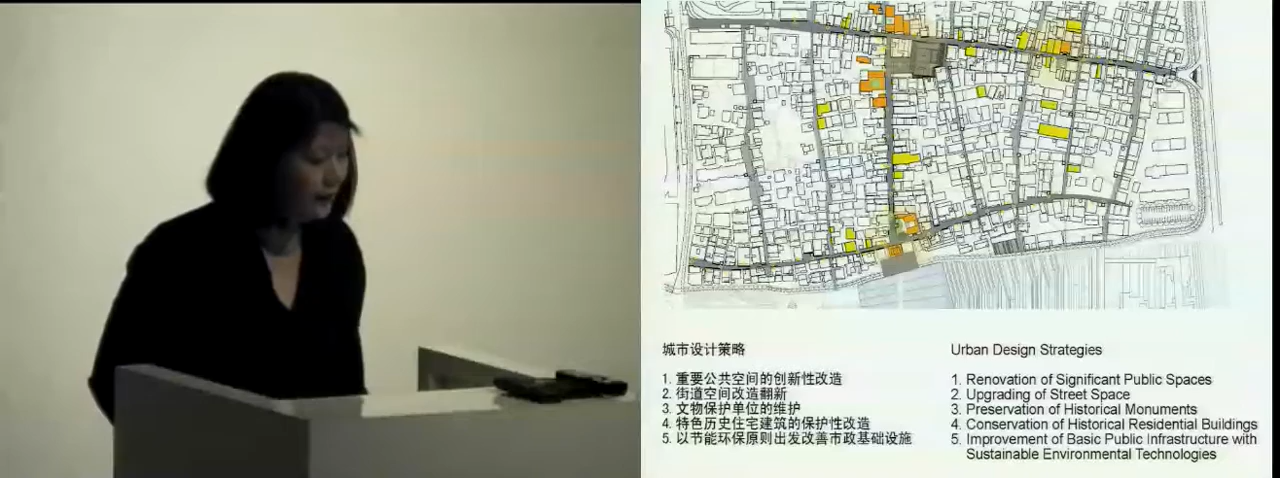 城市设计策略
1. 重要公共空间的创新性改造
2. 街道空间改造翻新
3. 文物保护单位的维护
4. 特色历史住宅建筑的保护性改造
5. 以节能环保原则出发改善市政基础设施
Urban Design Strategies
1. Renovation of Significant Public Spaces
2. Upgrading of Street Space
3. Preservation of Historical Monuments
4. Conservation of Historical Residential Buildings
5. Improvement of Basic Public Infrastructure with
Sustainable Environmental Technologies